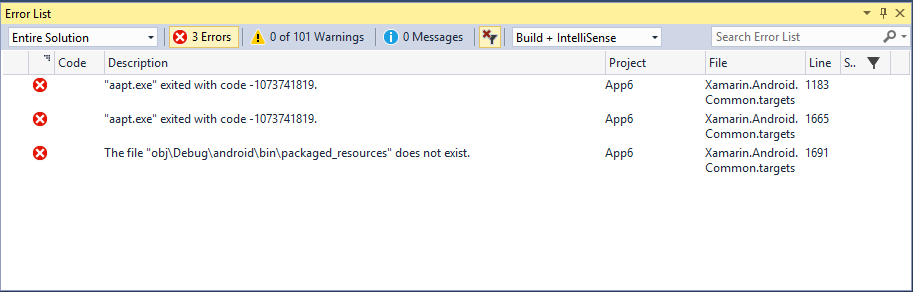 Error List
Entire Solution
3 Errors
0 of 101 Warnings
0 Messages
Build + IntelliSense
Search Error List
Code Description Project File Line S..
"aapt.exe" exited with code -1073741819. App6 Xamarin.Android. 1183
Common.targets
"aapt.exe" exited with code -1073741819. App6 Xamarin.Android. 1665
Common.targets
The file "obj\Debug\android\bin\packaged_resources" does not exist. App6 Xamarin.Android. 1691
Common.targets